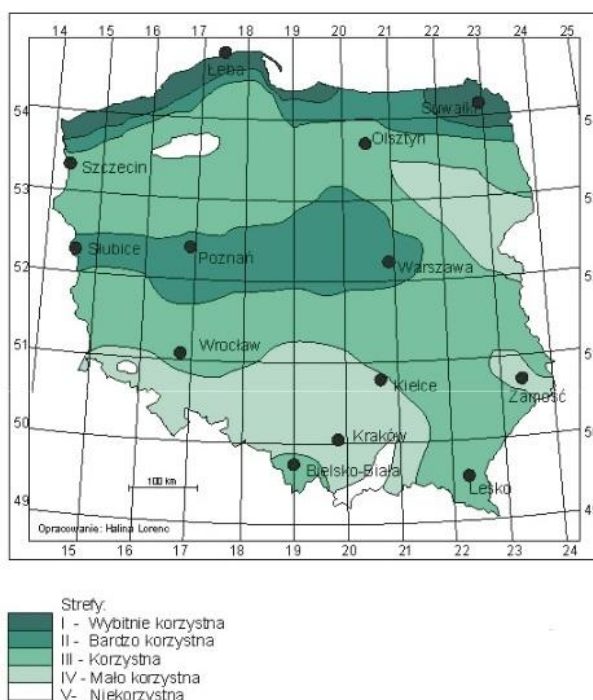 14 15 16 17 18 19 20 21 22 23 24 25
Łeba
54
Suwałki
Olsztyn
Szczecin
53
Słubice
Poznań
52
Warszawa
51
Wrocław
Kielce
Zamość
50
Kraków
Bielsko-Biała
Lesko
100 km
49
Opracowanie: Halina Lorenc
15 16 17 18 19 20 21 22 23 24
Strefy:
I - Wybitnie korzystna
II - Bardzo korzystna
III - Korzystna
IV - Mało korzystna
V- Niekorzystna